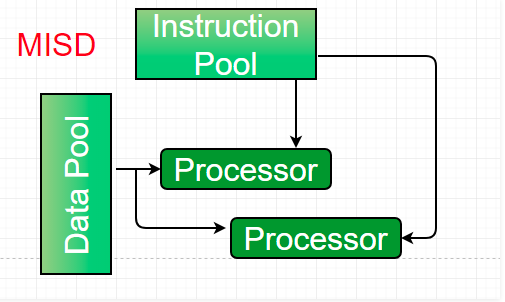 MISD
Instruction
Pool
Data Pool
Processor
Processor